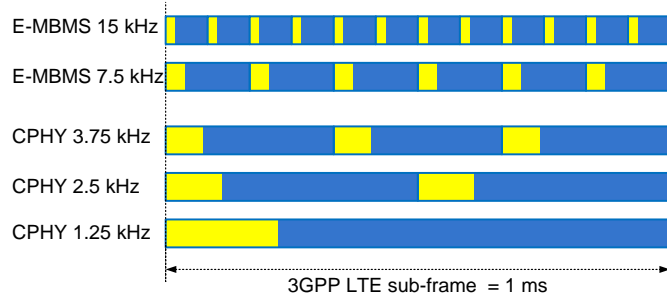 E-MBMS 15 kHz
E-MBMS 7.5 kHz
CPHY 3.75 kHz
CPHY 2.5 kHz
CPHY 1.25 kHz
3GPP LTE sub-frame = 1 ms